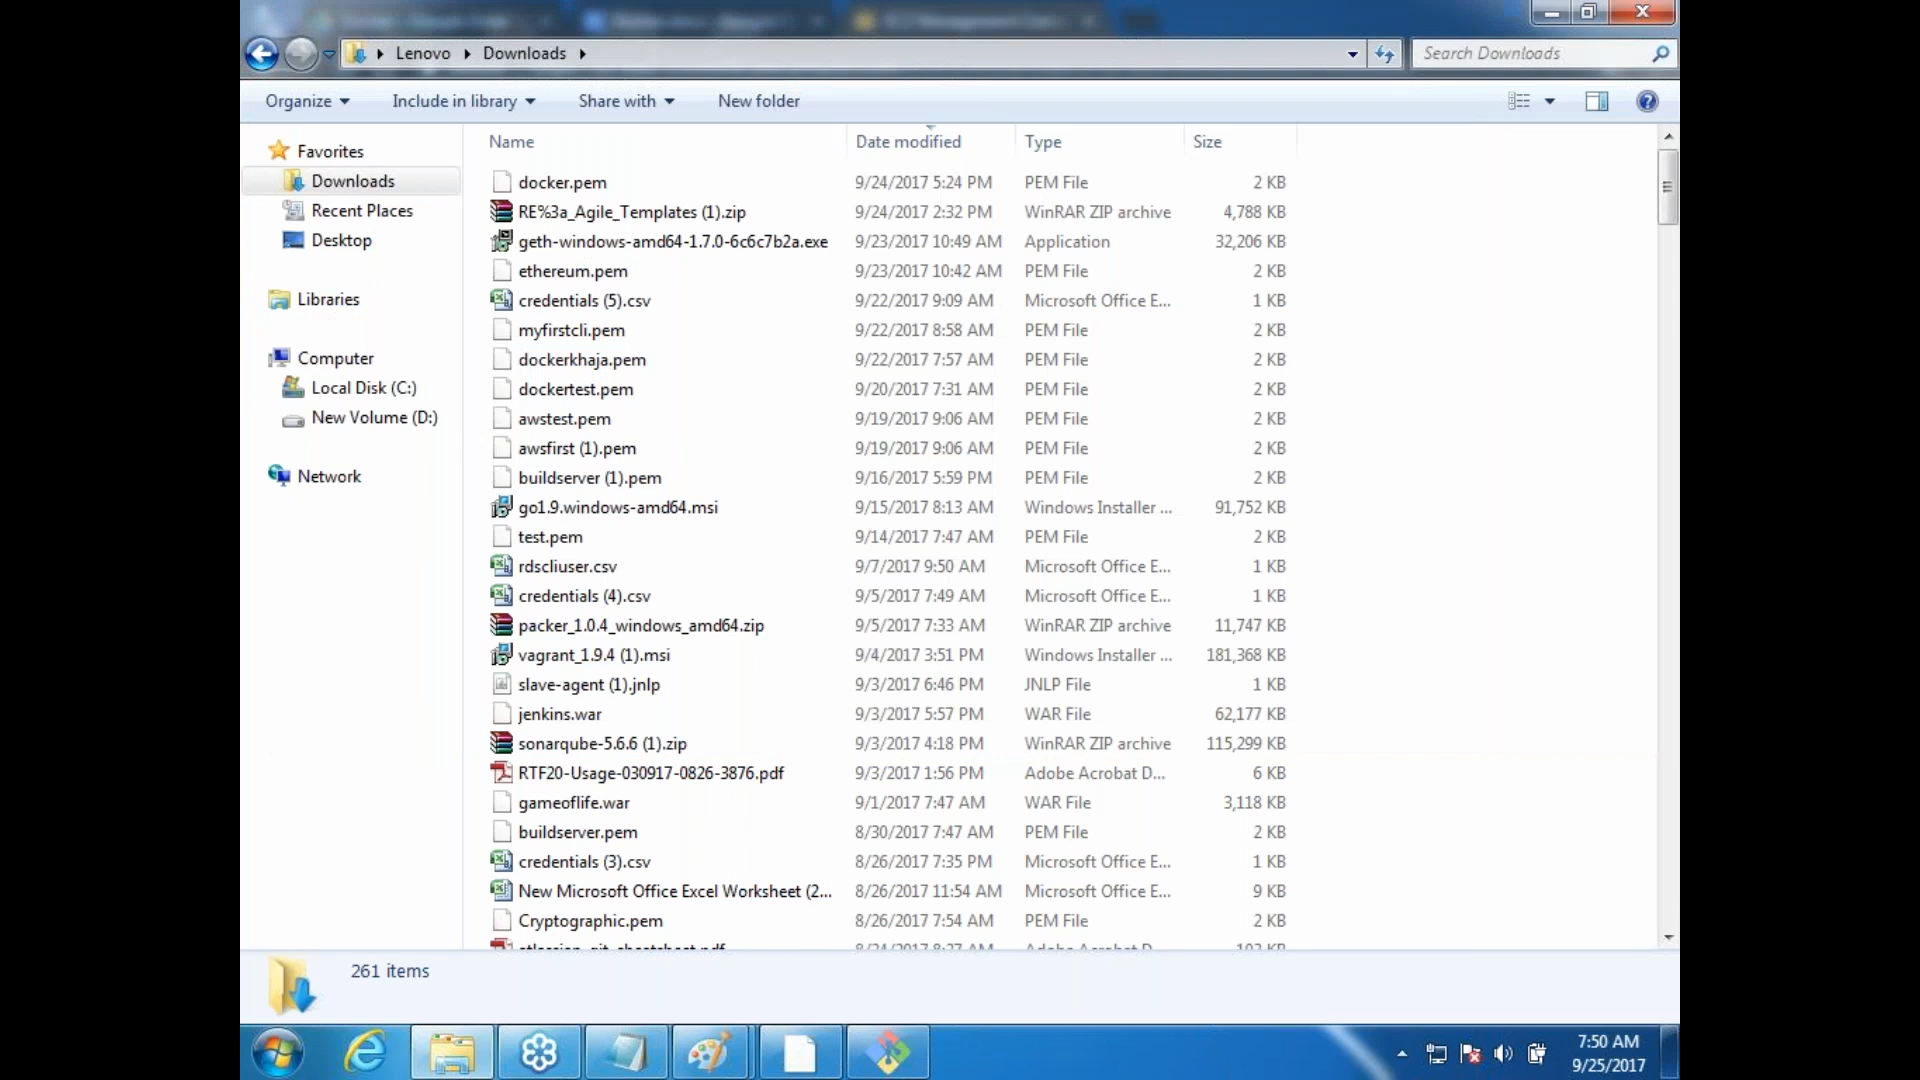 Lenovo Downloads
Search Downloads
Organize Include in library Share with New folder
Name Date modified Type Size
Favorites
Downloads
Recent Places
Desktop
Libraries
Computer
Local Disk (C:)
New Volume (D:)
Network
docker.pem 9/24/2017 5:24 PM PEM File 2 KB
RE%3a_Agile_Templates (1).zip 9/24/2017 2:32 PM WinRAR ZIP archive 4,788 KB
geth-windows-amd64-1.7.0-6c6c7b2a.exe 9/23/2017 10:49 AM Application 32,206 KB
ethereum.pem 9/23/2017 10:42 AM PEM File 2 KB
credentials (5).csv 9/22/2017 9:09 AM Microsoft Office E... 1 KB
myfirstcli.pem 9/22/2017 8:58 AM PEM File 2 KB
dockerkhaja.pem 9/22/2017 7:57 AM PEM File 2 KB
dockertest.pem 9/20/2017 7:31 AM PEM File 2 KB
awstest.pem 9/19/2017 9:06 AM PEM File 2 KB
awsfirst (1).pem 9/19/2017 9:06 AM PEM File 2 KB
buildserver (1).pem 9/16/2017 5:59 PM PEM File 2 KB
go1.9.windows-amd64.msi 9/15/2017 8:13 AM Windows Installer ... 91,752 KB
test.pem 9/14/2017 7:47 AM PEM File 2 KB
rdscliuser.csv 9/7/2017 9:50 AM Microsoft Office E... 1 KB
credentials (4).csv 9/5/2017 7:49 AM Microsoft Office E... 1 KB
packer_1.0.4_windows_amd64.zip 9/5/2017 7:33 AM WinRAR ZIP archive 11,747 KB
vagrant_1.9.4 (1).msi 9/4/2017 3:51 PM Windows Installer ... 181,368 KB
slave-agent (1).jnlp 9/3/2017 6:46 PM JNLP File 1 KB
jenkins.war 9/3/2017 5:57 PM WAR File 62,177 KB
sonarqube-5.6.6 (1).zip 9/3/2017 4:18 PM WinRAR ZIP archive 115,299 KB
RTF20-Usage-030917-0826-3876.pdf 9/3/2017 1:56 PM Adobe Acrobat D... 6 KB
gameoflife.war 9/1/2017 7:47 AM WAR File 3,118 KB
buildserver.pem 8/30/2017 7:47 AM PEM File 2 KB
credentials (3).csv 8/26/2017 7:35 PM Microsoft Office E... 1 KB
New Microsoft Office Excel Worksheet (2... 8/26/2017 11:54 AM Microsoft Office E... 9 KB
Cryptographic.pem 8/26/2017 7:54 AM PEM File 2 KB
261 items
7:50 AM
9/25/2017